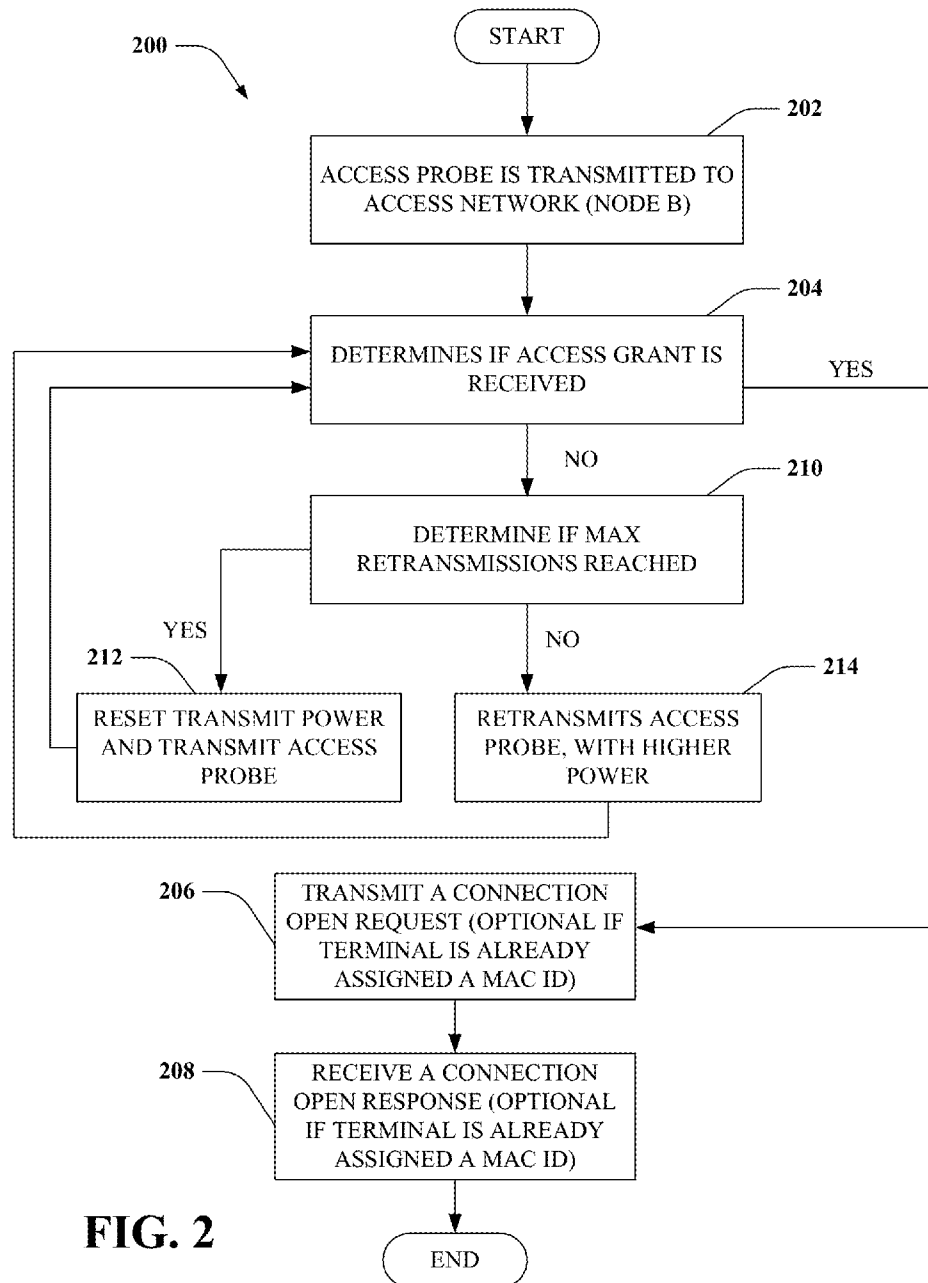 START
200
202
ACCESS PROBE IS TRANSMITTED TO
ACCESS NETWORK (NODE B)
204
DETERMINES IF ACCESS GRANT IS
RECEIVED
YES
NO
210
DETERMINE IF MAX
RETRANSMISSIONS REACHED
YES
NO
212
RESET TRANSMIT POWER
AND TRANSMIT ACCESS
PROBE
214
RETRANSMITS ACCESS
PROBE, WITH HIGHER
POWER
206
TRANSMIT A CONNECTION
OPEN REQUEST (OPTIONAL IF
TERMINAL IS ALREADY
ASSIGNED A MAC ID)
208
RECEIVE A CONNECTION
OPEN RESPONSE (OPTIONAL
IF TERMINAL IS ALREADY
ASSIGNED A MAC ID)
FIG. 2
END